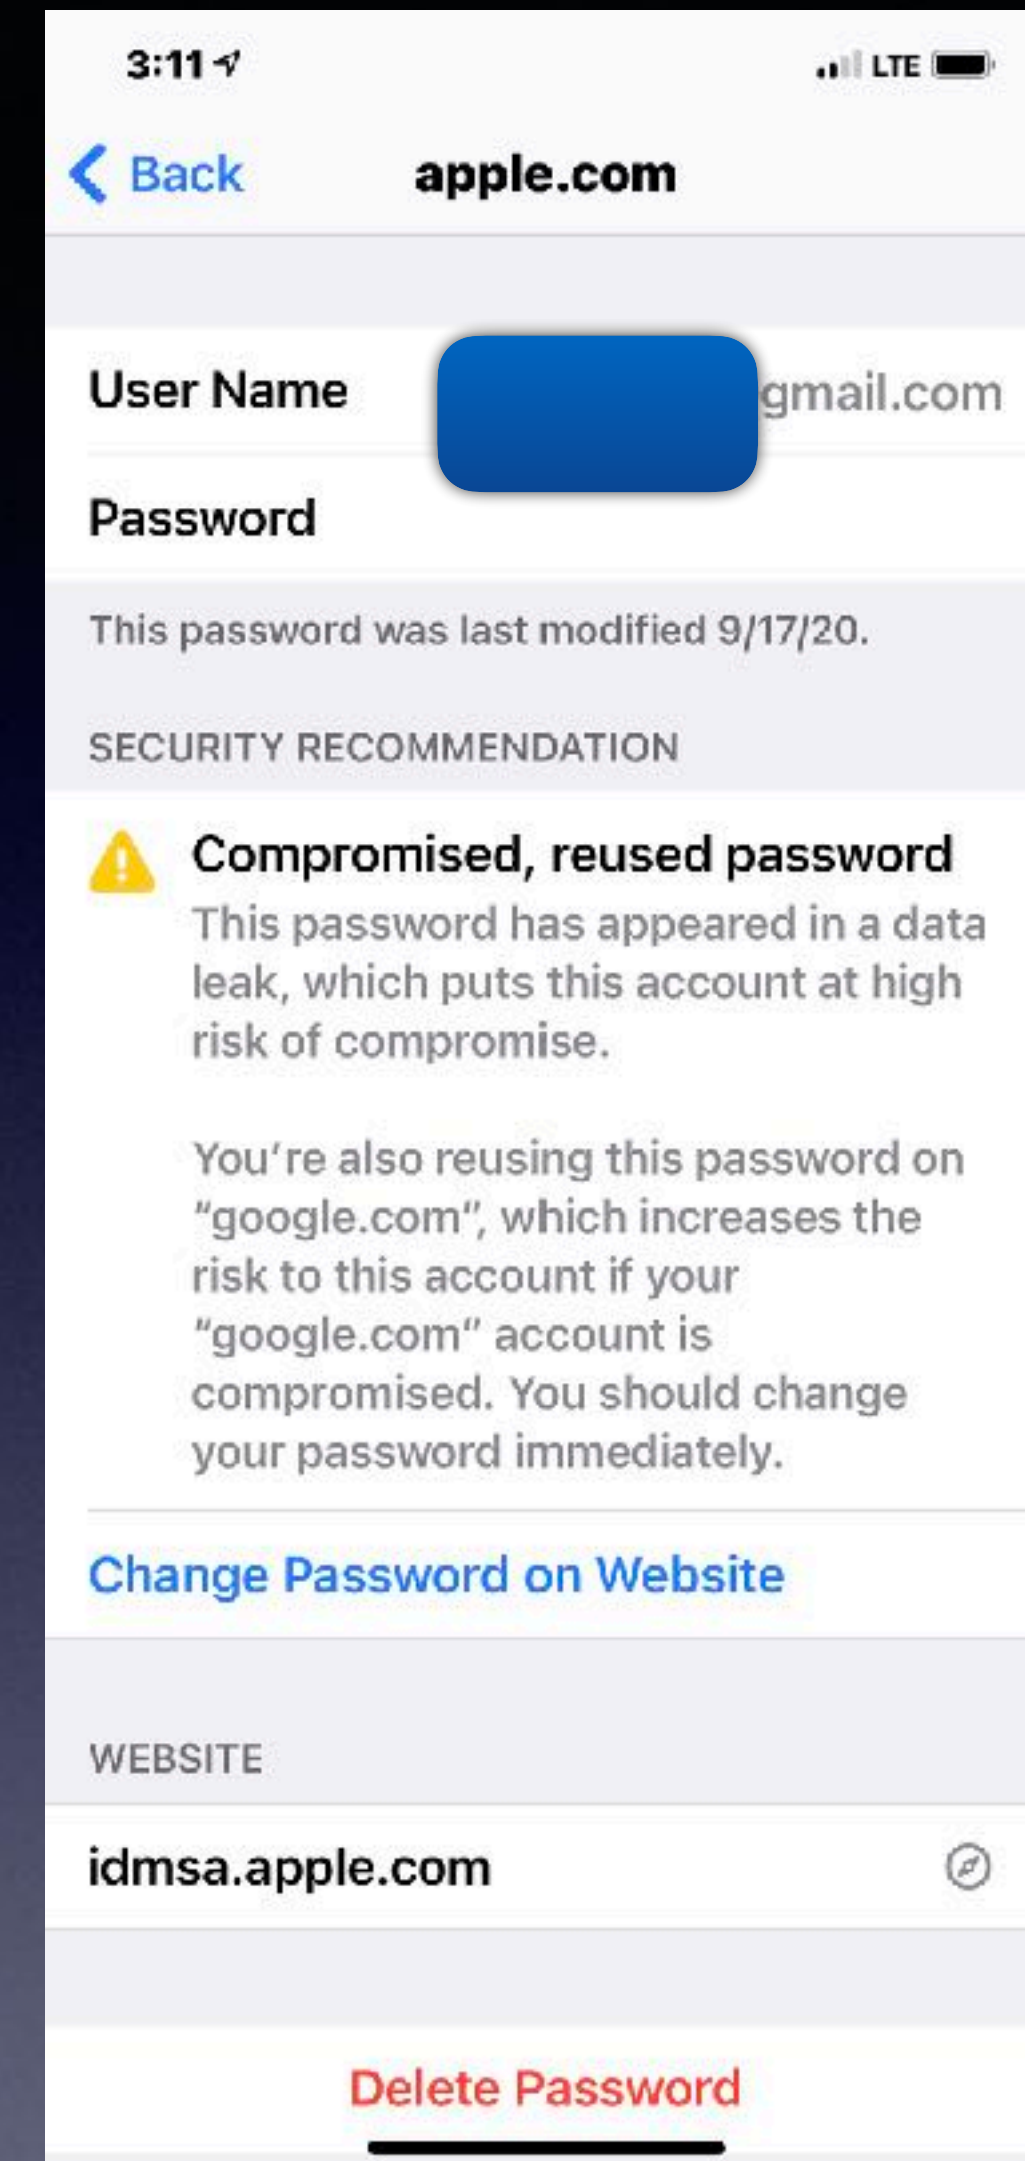 3:11
LTE
Back
apple.com
User Name
gmail.com
Password
This password was last modified 9/17/20.
SECURITY RECOMMENDATION
Compromised, reused password
This password has appeared in a data
leak, which puts this account at high
risk of compromise.
You're also reusing this password on
“google.com”, which increases the
risk to this account if your
“google.com” account is
compromised. You should change
your password immediately.
Change Password on Website
WEBSITE
idmsa.apple.com
Delete Password